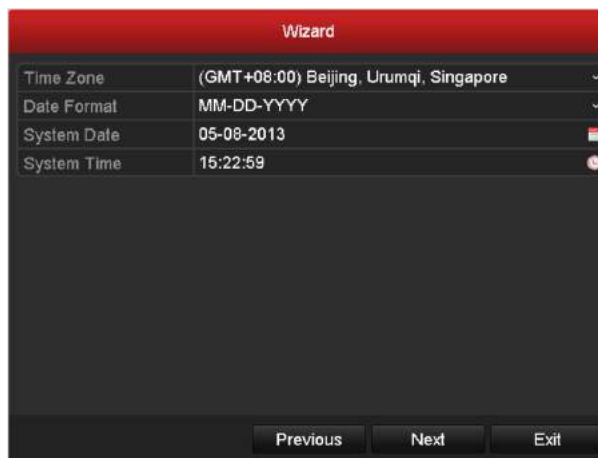 Wizard
Time Zone (GMT+08:00) Beijing, Urumqi, Singapore
Date Format MM-DD-YYYY
System Date 05-08-2013
System Time 15:22:59
Previous Next Exit